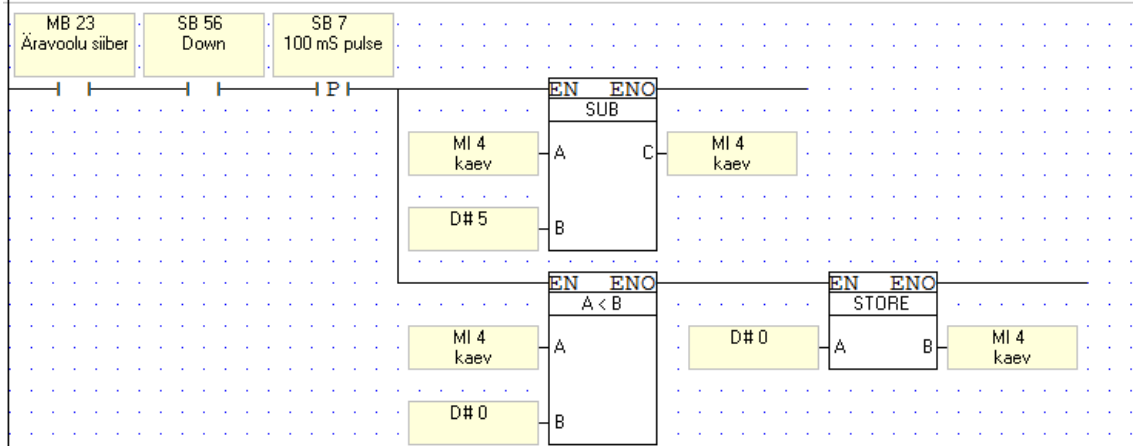 MB 23 SB 56 SB 7
Äravoolu siiber Down 100 mS pulse
P
EN ENO
SUB
MI 4 MI 4
kaev A C kaev
D# 5
B
EN ENO EN ENO
A < B STORE
MI 4 D# 0 MI 4
kaev A A B kaev
D# 0
B